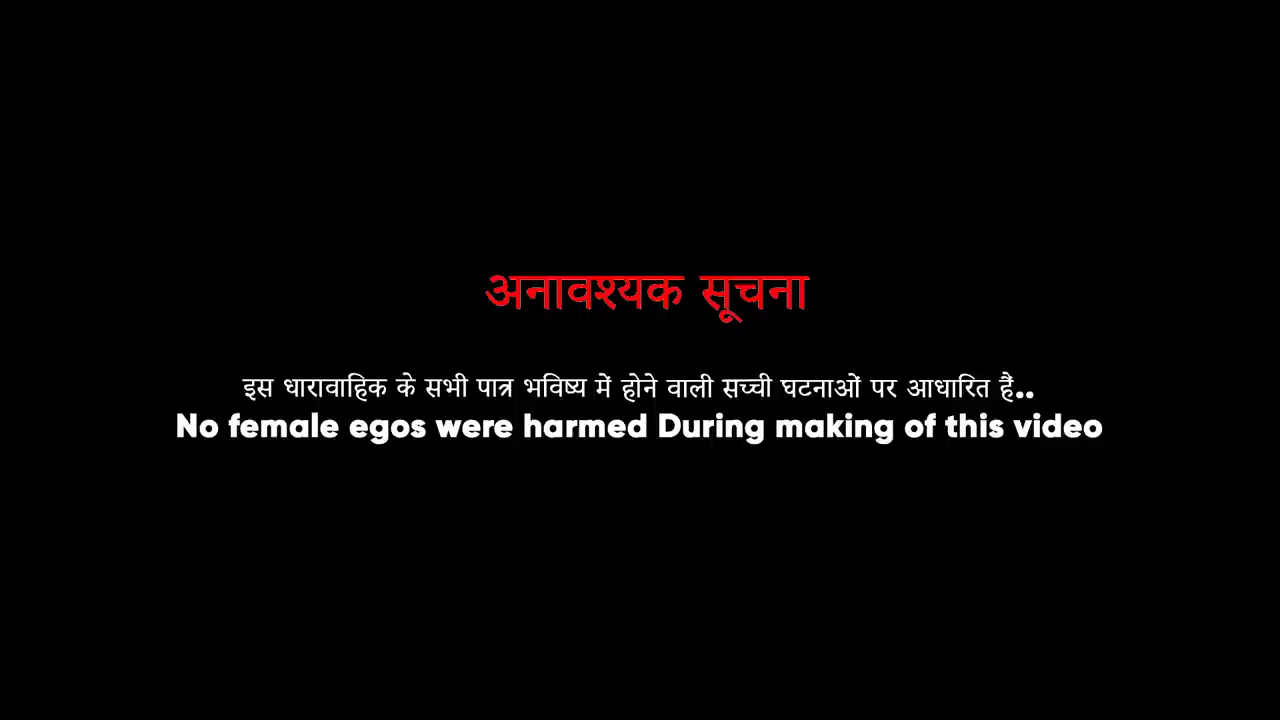 अनावश्यक सूचना
इस धारावाहिक के सभी पात्र भविष्य में होने वाली सच्ची घटनाओं पर आधारित हैं..
No female egos were harmed During making of this video